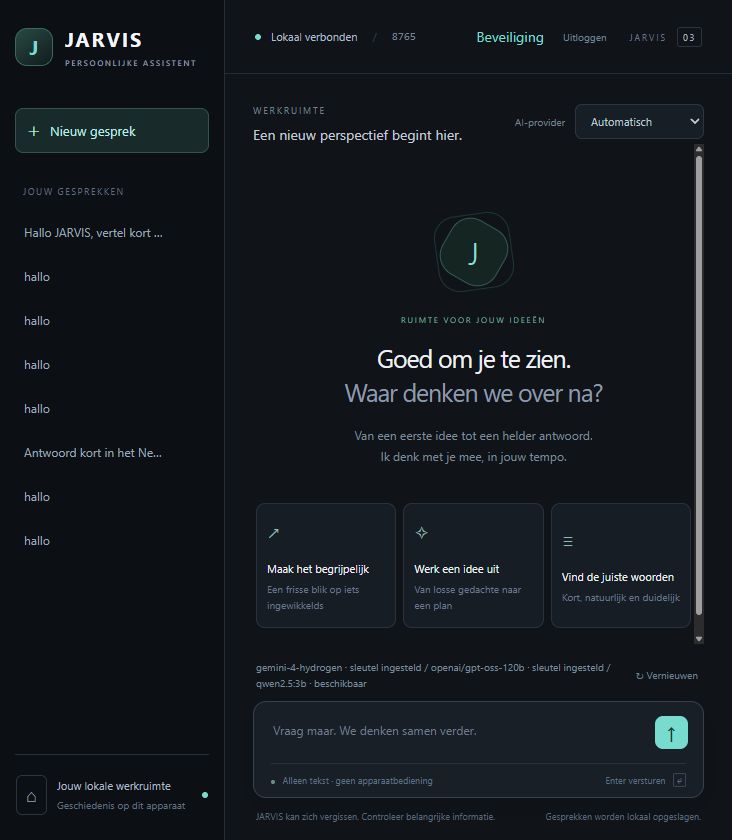 J
JARVIS
PERSOONLIJKE ASSISTENT
+ Nieuw gesprek
JOUW GESPREKKEN
Hallo JARVIS, vertel kort ...
hallo
hallo
hallo
hallo
Antwoord kort in het Ne...
hallo
hallo
Jouw lokale werkruimte
Geschiedenis op dit apparaat
Lokaal verbonden / 8765
Beveiliging
Uitloggen
JARVIS 03
WERKRUIMTE
Een nieuw perspectief begint hier.
AI-provider
Automatisch
J
RUIMTE VOOR JOUW IDEEËN
Goed om je te zien.
Waar denken we over na?
Van een eerste idee tot een helder antwoord.
Ik denk met je mee, in jouw tempo.
Maak het begrijpelijk
Een frisse blik op iets
ingewikkelds
Werk een idee uit
Van losse gedachte naar
een plan
Vind de juiste woorden
Kort, natuurlijk en duidelijk
gemini-4-hydrogen · sleutel ingesteld / openai/gpt-oss-120b · sleutel ingesteld /
qwen2.5:3b · beschikbaar
↻ Vernieuwen
Vraag maar. We denken samen verder.
Alleen tekst · geen apparaatbediening
Enter versturen ↵
JARVIS kan zich vergissen. Controleer belangrijke informatie.
Gesprekken worden lokaal opgeslagen.